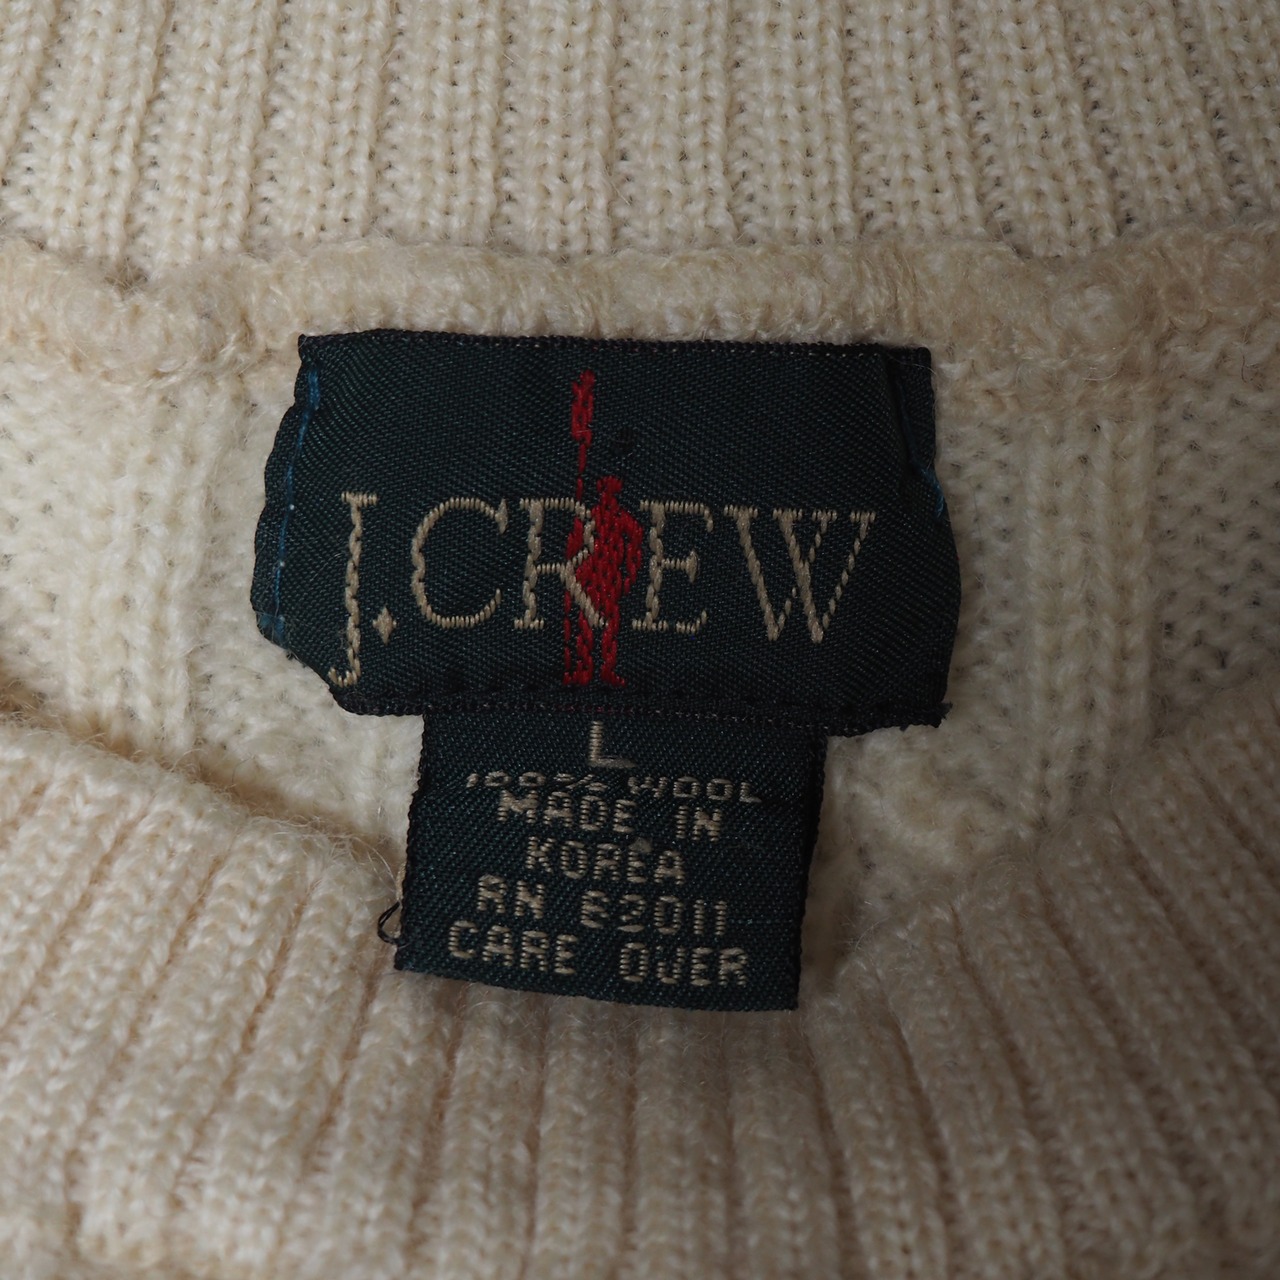 J.CREW
L
100% WOOL
MADE IN
KOREA
RN 62011
CARE OVER